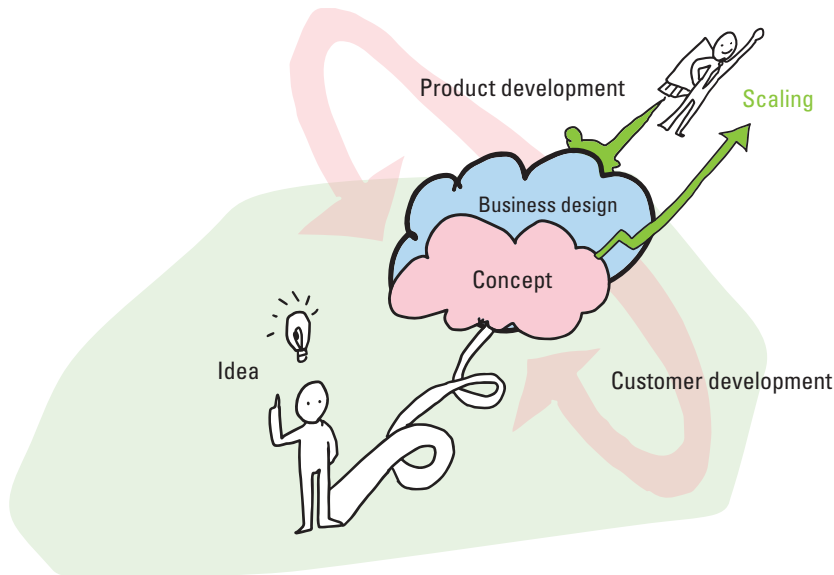 Product development
Scaling
Business design
Concept
Idea
Customer development